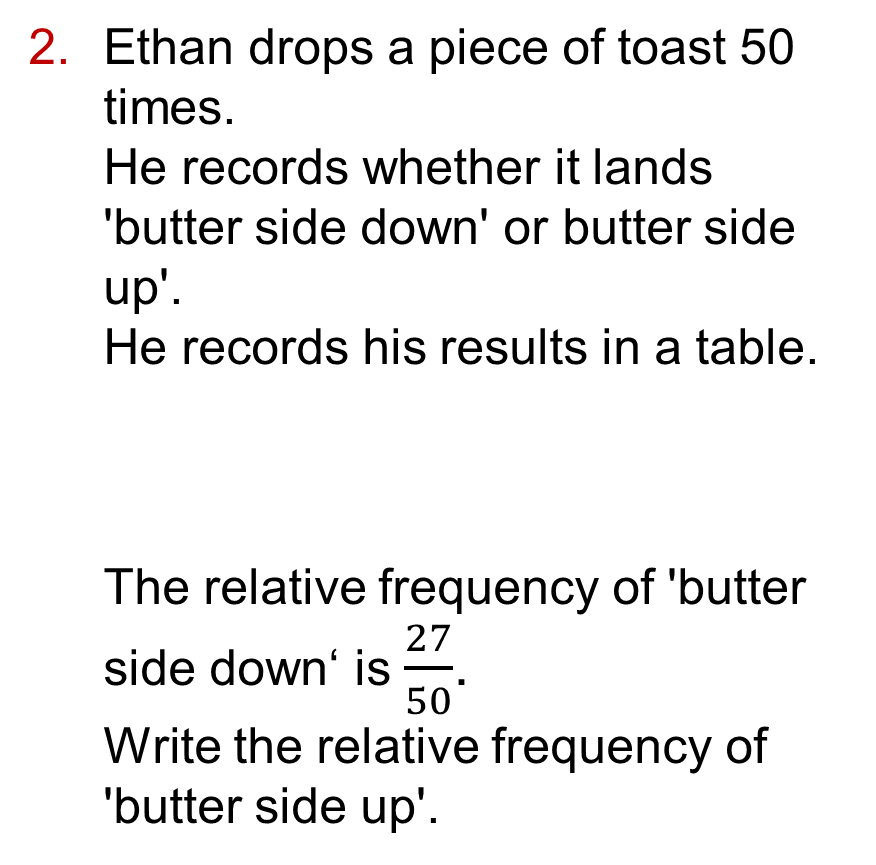 2. Ethan drops a piece of toast 50
times.
He records whether it lands
'butter side down' or butter side
up'.
He records his results in a table.
The relative frequency of 'butter
side down‘ is 27/50.
Write the relative frequency of
'butter side up'.